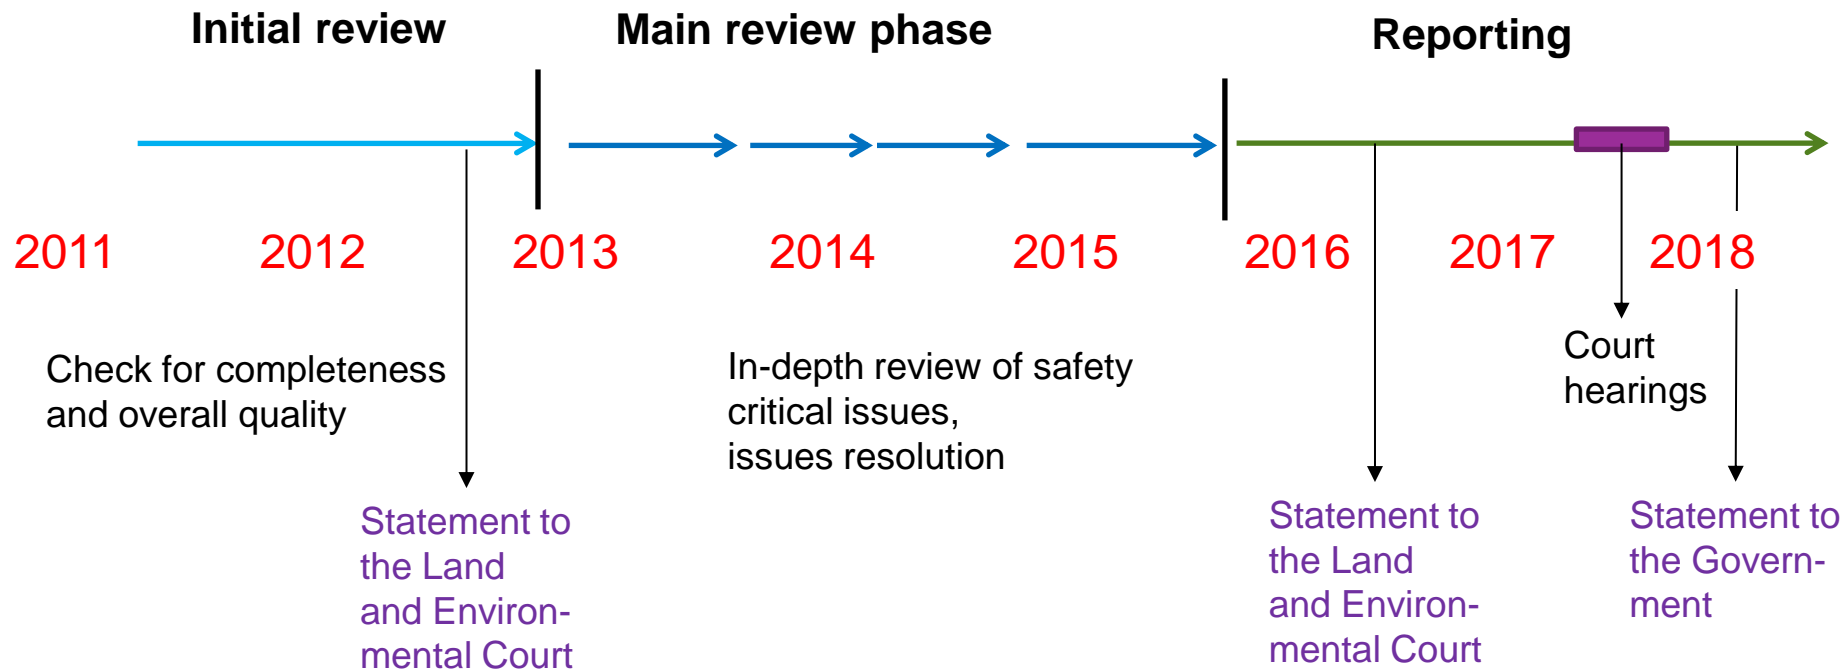 Initial review
Main review phase
Reporting
2011
2012
2013
2014
2015
2016
2017
2018
Check for completeness
and overall quality
In-depth review of safety
critical issues,
issues resolution
Court
hearings
Statement to
the Land
and Environ-
mental Court
Statement to
the Land
and Environ-
mental Court
Statement to
the Govern-
ment